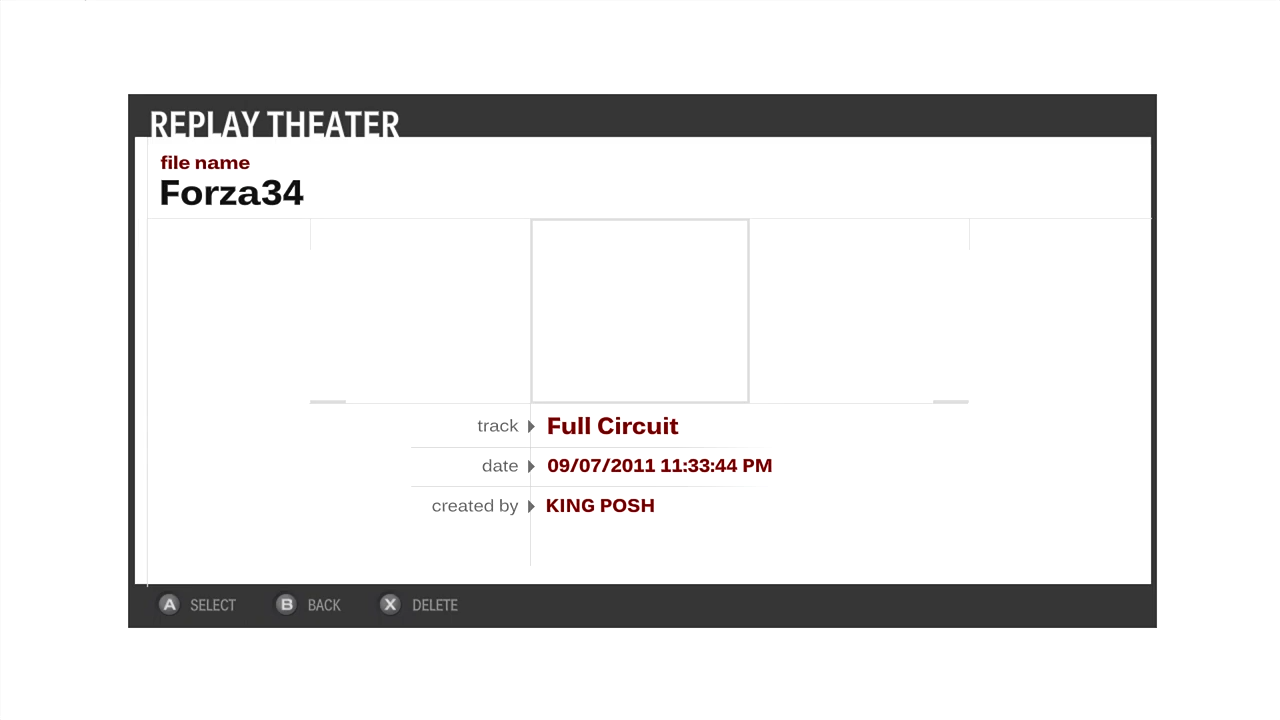 REPLAY THEATER
file name
Forza34
track Full Circuit
date 09/07/2011 11:33:44 PM
created by KING POSH
A SELECT B BACK X DELETE